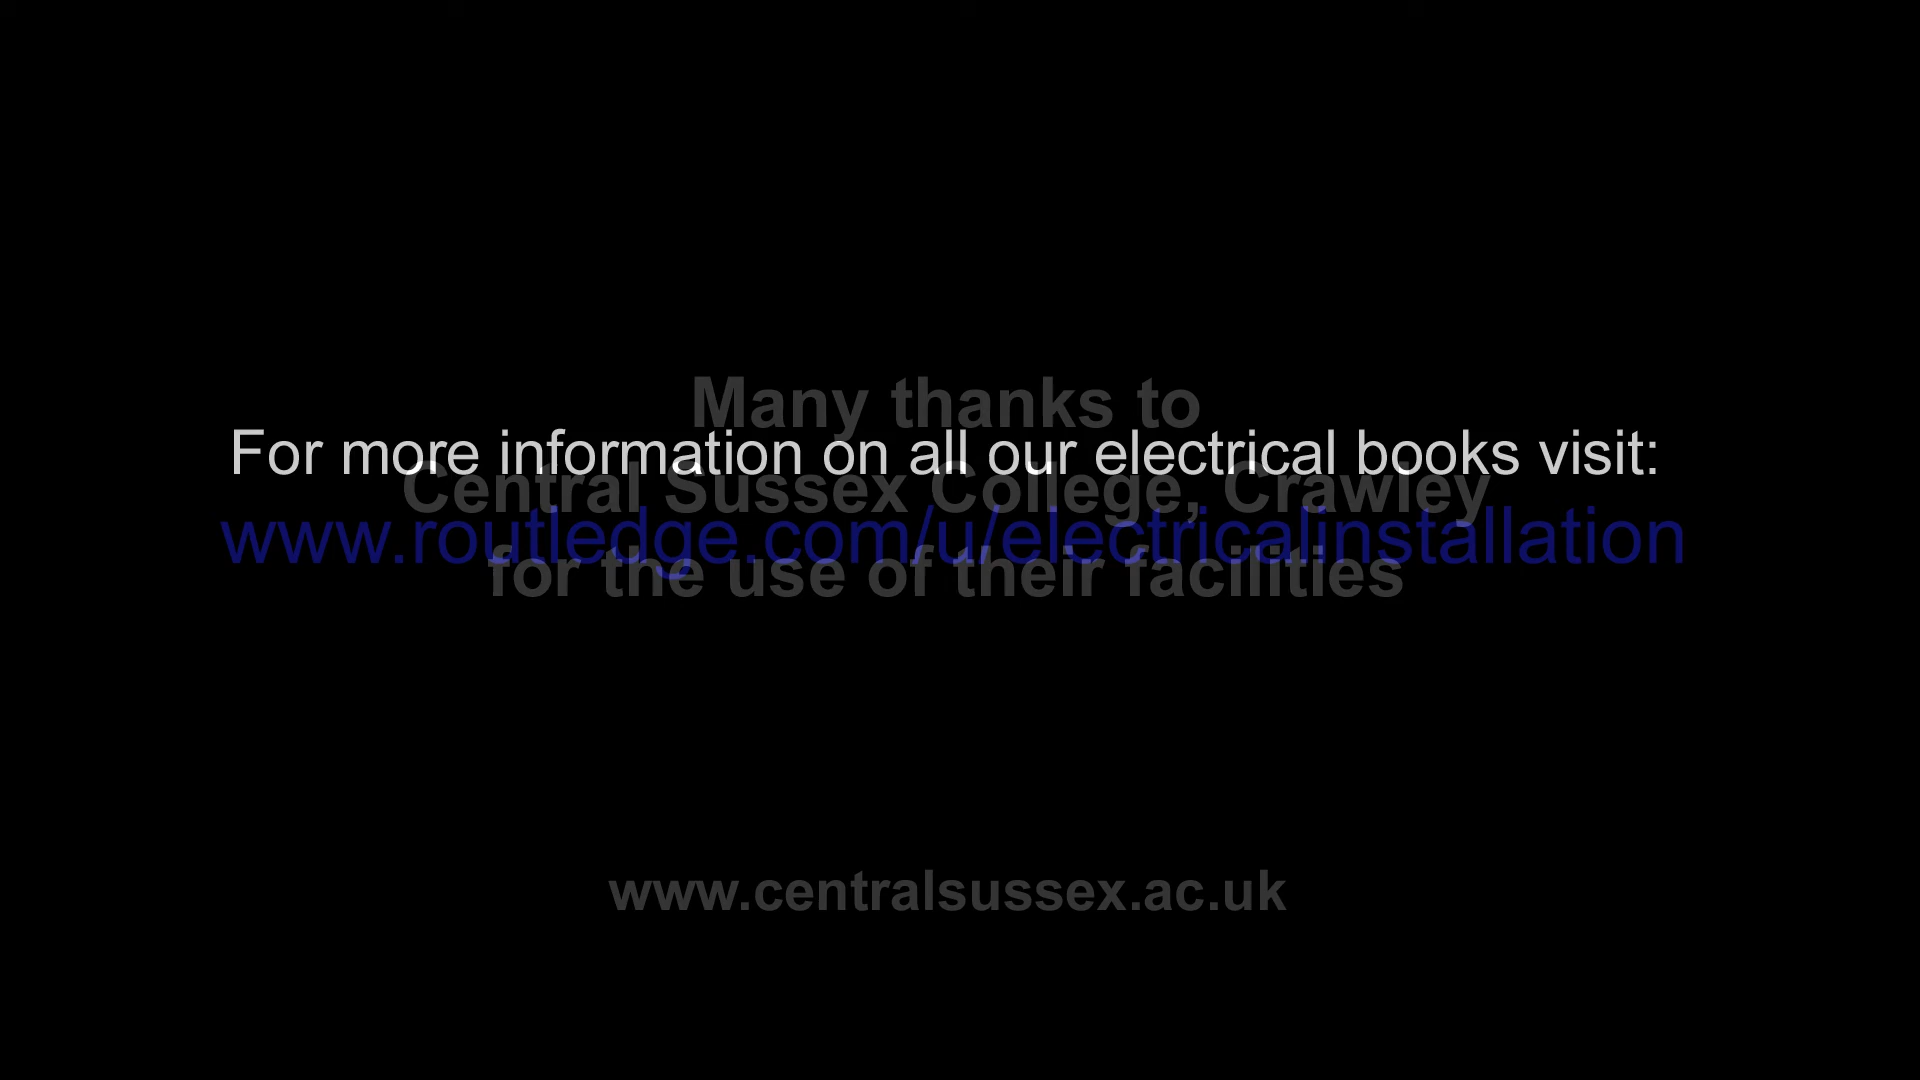 Many thanks to
For more information on all our electrical books visit:
Central Sussex College, Crawley
www.routledge.com/u/electricalinstallation
for the use of their facilities
www.centralsussex.ac.uk